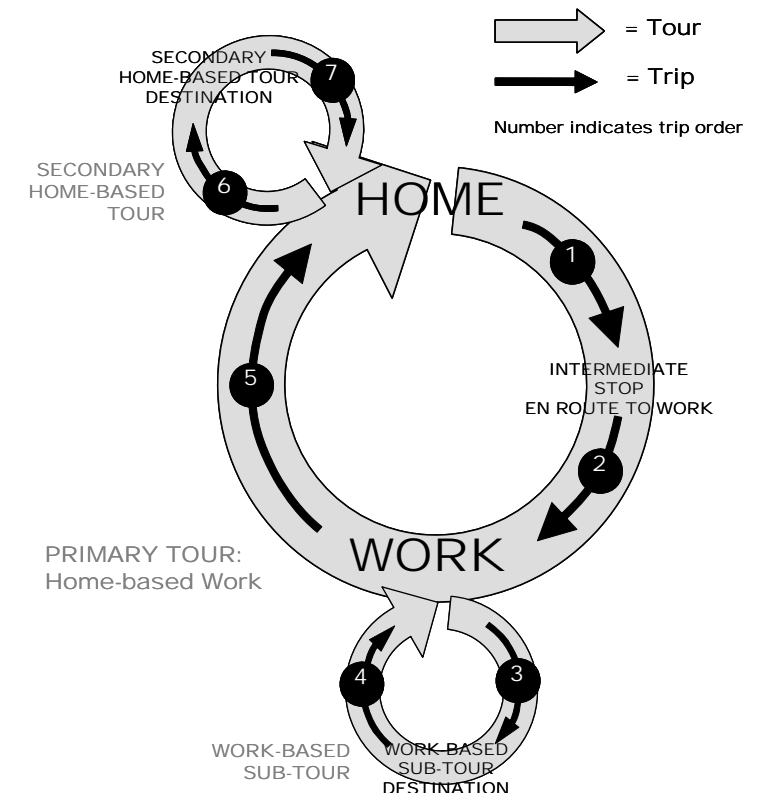 = Tour
= Trip
Number indicates trip order
SECONDARY
HOME-BASED TOUR
DESTINATION
7
6
SECONDARY
HOME-BASED
TOUR
HOME
1
INTERMEDIATE
STOP
EN ROUTE TO WORK
5
2
WORK
PRIMARY TOUR:
Home-based Work
4
3
WORK-BASED
SUB-TOUR
WORK-BASED
SUB-TOUR
DESTINATION